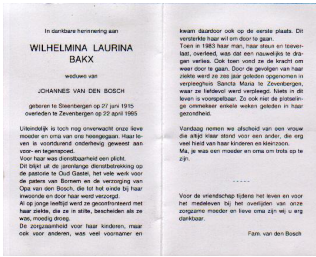 In dankbare herinnering aan
WILHELMINA LAURINA
BAKX
weduwe van
JOHANNES VAN DEN BOSCH
geboren te Steenbergen op 27 juni 1915
overleden te Zevenbergen op 22 april 1995
Uiteindelijk is toch nog onverwacht onze lieve
moeder en oma van ons heengegaan. Haar le-
ven is voortdurend onderhevig geweest aan
voor- en tegenspoed.
Voor haar was dienstbaarheid een plicht.
Dit blijkt uit de jarenlange dienstbetrekking op
de pastorie te Oud Gastel, het vele werk voor
de paters van Bornem en de verzorging van
Opa van den Bosch, die tot het einde bij haar
inwoonde en door haar werd verzorgd.
Al op jonge leeftijd werd ze geconfronteerd met
haar ziekte, die ze in stilte, bescheiden als ze
was, moedig droeg.
De zorgzaamheid voor haar kinderen, maar
ook voor anderen, was veel voornamer en
kwam daardoor ook op de eerste plaats. Dit
versterkte haar wil om door te gaan.
Toen in 1983 haar man, haar steun en toever-
laat, overleed, was dat een nauwelijks te dra-
gen verlies. Ook toen vond ze de kracht om
weer door te gaan. Door de gevolgen van haar
ziekte werd ze zes jaar geleden opgenomen in
verpleeghuis Sancta Maria te Zevenbergen,
waar ze liefdevol werd verpleegd. Niets in dit
leven is voorspelbaar. Zo ook niet de plotselin-
ge ommekeer enkele weken geleden in haar
gezondheid.
Vandaag nemen we afscheid van een vrouw
die altijd klaar stond voor een ander, die erg
veel hield van haar kinderen en kleinzoon.
Ma, je was een moeder en oma om trots op te
zijn.
-----
Voor de vriendschap tijdens het leven en voor
het medeleven bij het overlijden van onze
zorgzame moeder en lieve oma zijn wij u erg
dankbaar.
Fam. van den Bosch